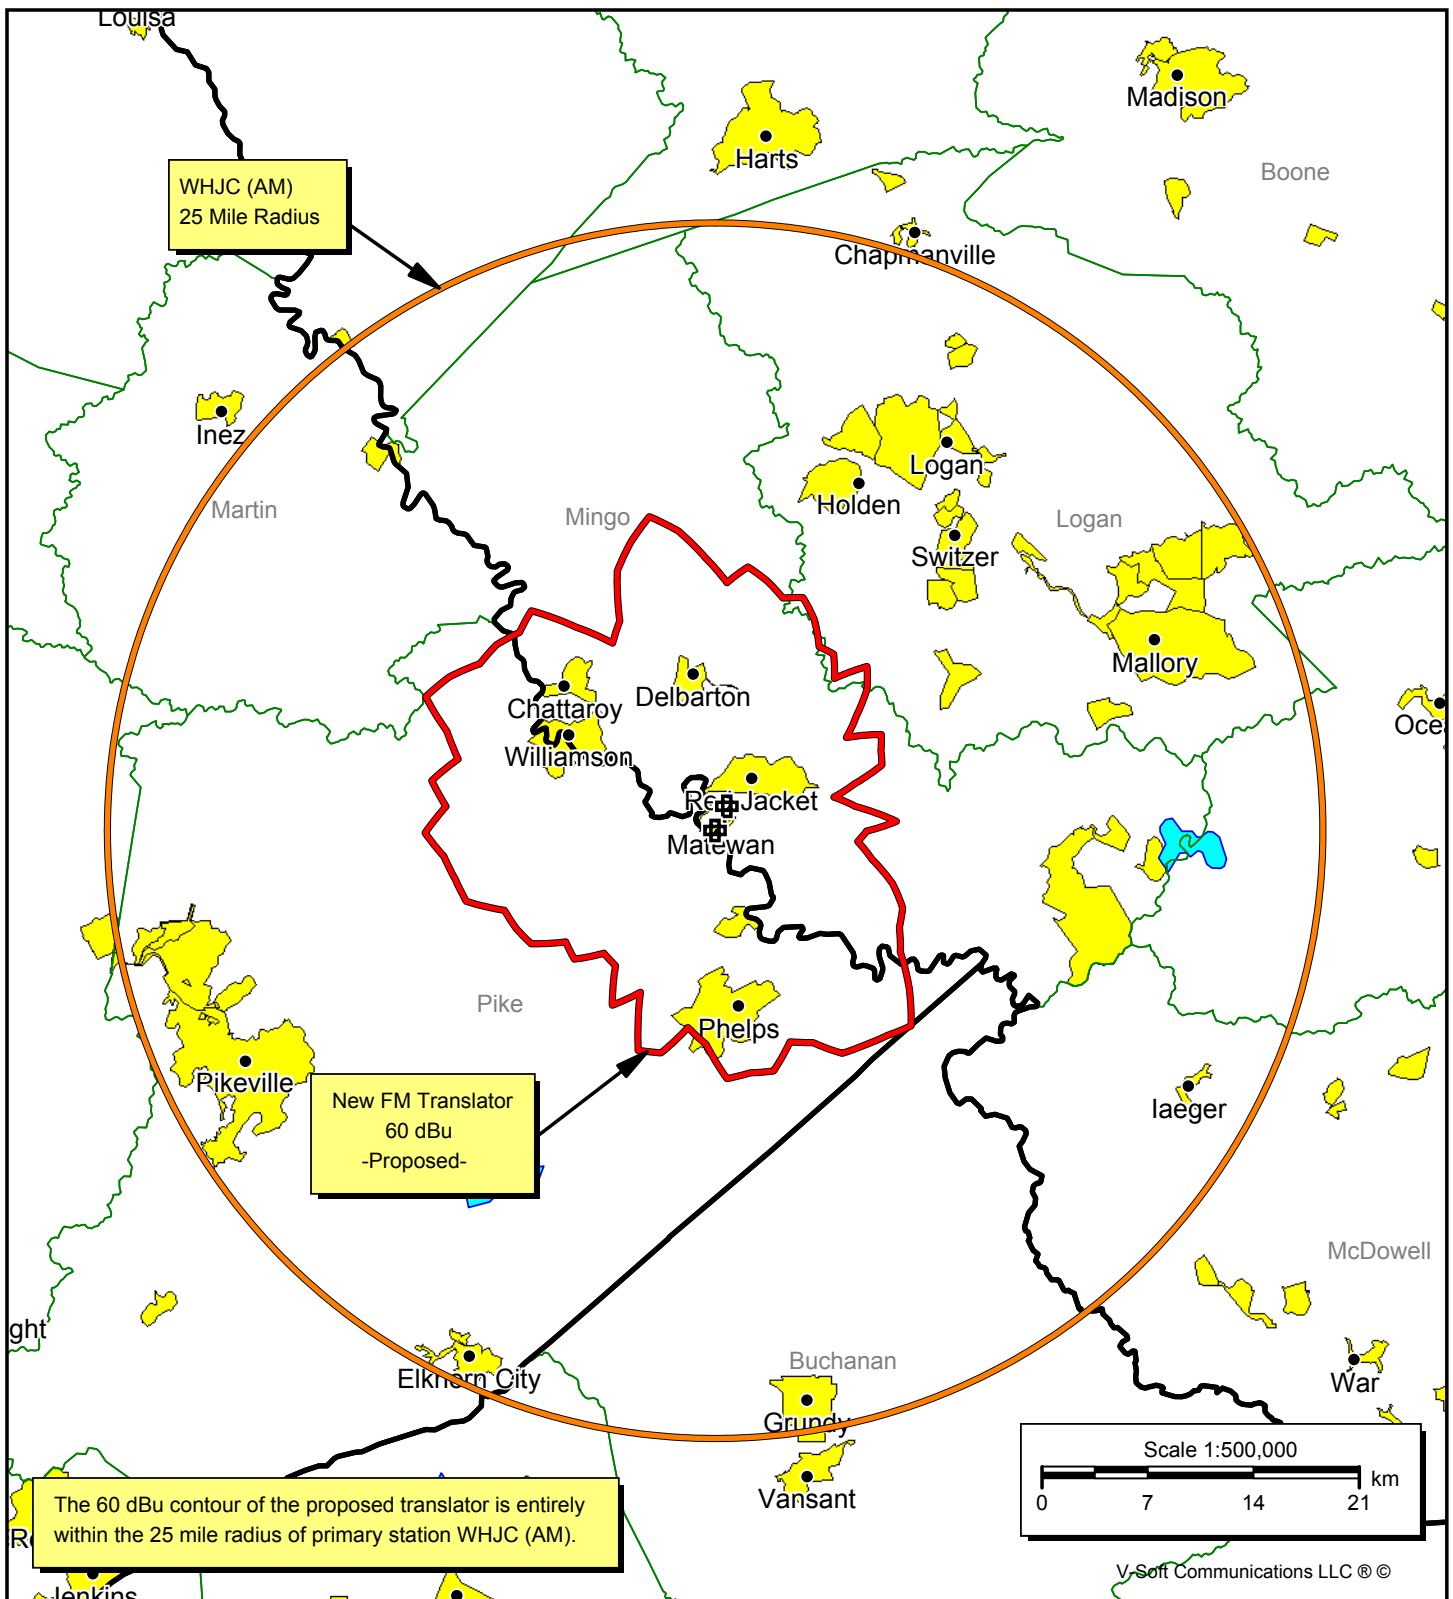 Louisa
Madison
Harts
Boone
WHJC (AM)
25 Mile Radius
Chapmanville
Inez
Logan
Holden
Martin
Mingo
Logan
Switzer
Mallory
Delbarton
Chattaroy
Williamson
Red Jacket
Matewan
Pike
Phelps
Pikeville
New FM Translator
60 dBu
-Proposed-
Iaeger
McDowell
ght
Elkhorn City
Buchanan
War
Grundy
Vansant
Scale 1:500,000
km
0 7 14 21
The 60 dBu contour of the proposed translator is entirely
within the 25 mile radius of primary station WHJC (AM).
V-Soft Communications LLC ® ©
Jenkins